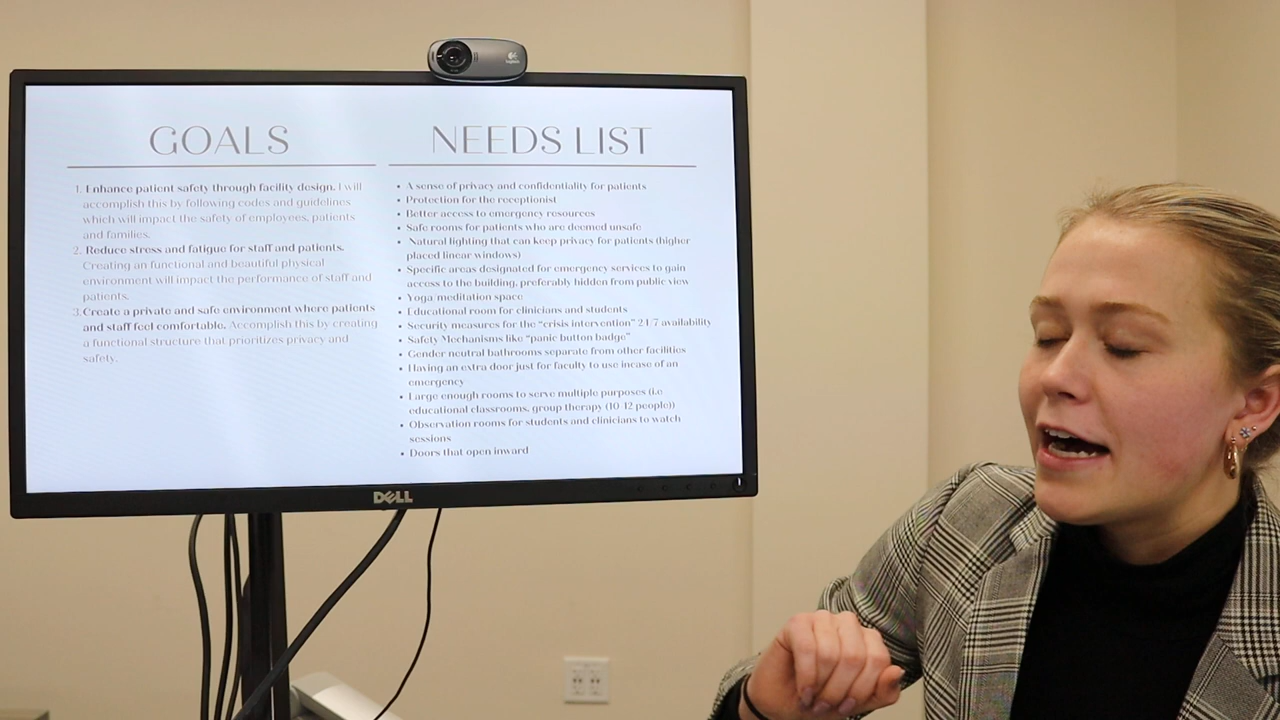 logitech
GOALS
1. Enhance patient safety through facility design. I will
accomplish this by following codes and guidelines
which will impact the safety of employees, patients
and families.
2. Reduce stress and fatigue for staff and patients.
Creating an functional and beautiful physical
environment will impact the performance of staff and
patients.
3. Create a private and safe environment where patients
and staff feel comfortable. Accomplish this by creating
a functional structure that prioritizes privacy and
safety.
NEEDS LIST
• A sense of privacy and confidentiality for patients
• Protection for the receptionist
• Better access to emergency resources
• Safe rooms for patients who are deemed unsafe
• Natural lighting that can keep privacy for patients (higher
placed linear windows)
• Specific areas designated for emergency services to gain
access to the building, preferably hidden from public view
• Yoga/meditation space
• Educational room for clinicians and students
• Security measures for the "crisis intervention" 24/7 availability
• Safety Mechanisms like "panic button badge"
• Gender neutral bathrooms separate from other facilities
• Having an extra door just for faculty to use incase of an
emergency
• Large enough rooms to serve multiple purposes (i.e
educational classrooms, group therapy (10-12 people))
• Observation rooms for students and clinicians to watch
sessions
• Doors that open inward
DELL